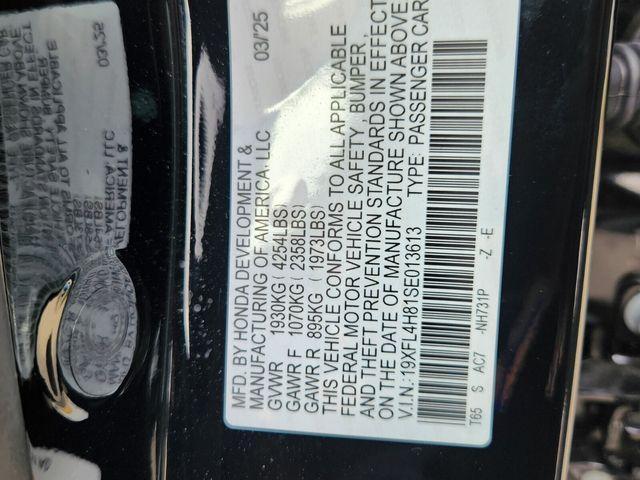 MFD. BY HONDA DEVELOPMENT &
MANUFACTURING OF AMERICA, LLC 03/25
GVWR 1930KG ( 4254LBS)
GAWR F 1070KG ( 2358LBS)
GAWR R 895KG ( 1973LBS)
THIS VEHICLE CONFORMS TO ALL APPLICABLE
FEDERAL MOTOR VEHICLE SAFETY, BUMPER,
AND THEFT PREVENTION STANDARDS IN EFFECT
ON THE DATE OF MANUFACTURE SHOWN ABOVE
V.I.N.: 19XFL4H81SE013613 TYPE: PASSENGER CAR
T65 S AC7 -NH731P -Z -E